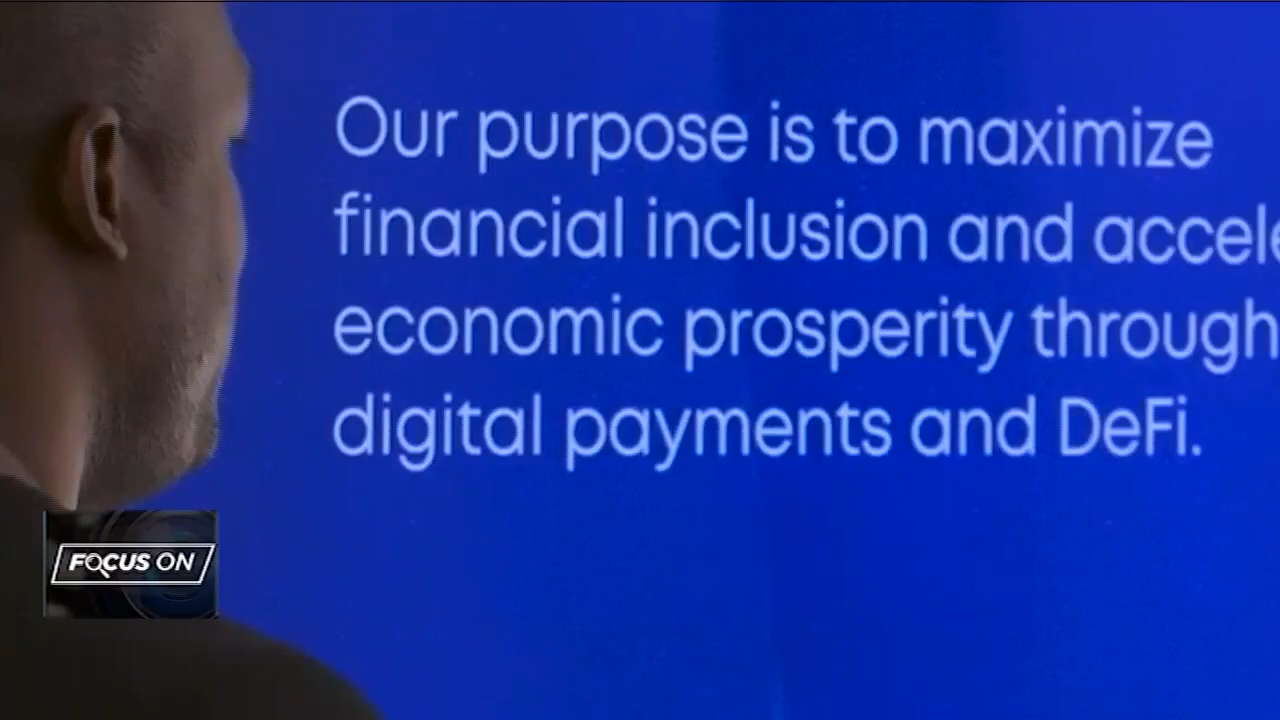 Our purpose is to maximize
financial inclusion and accele
economic prosperity through
digital payments and DeFi.
FOCUS ON